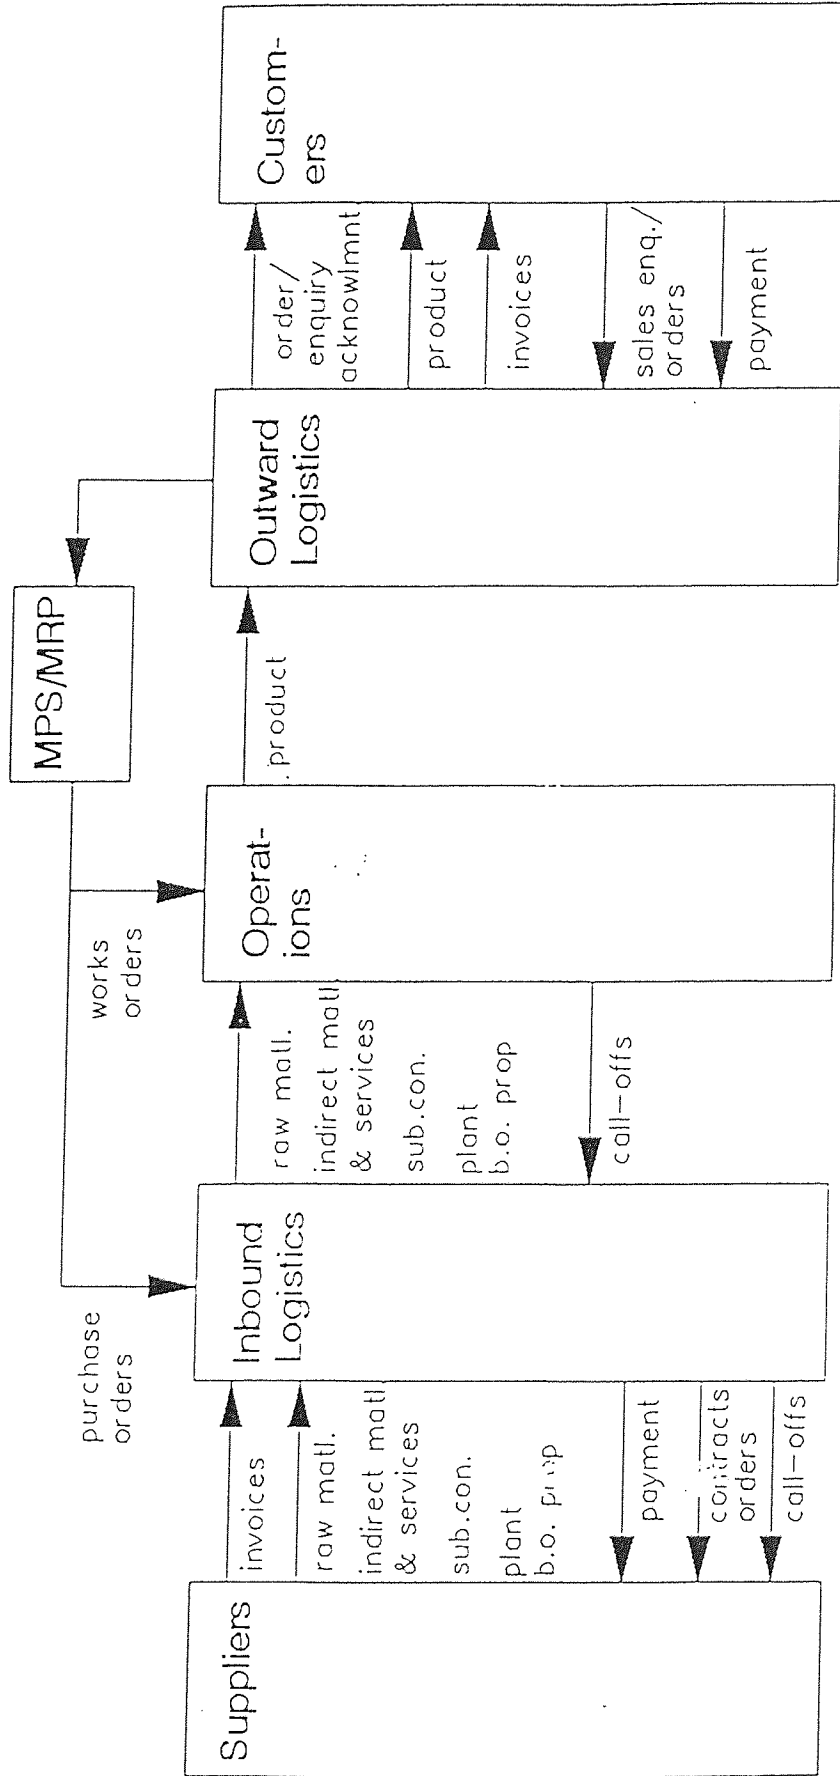 MPS/MRP
purchase
orders
works
orders
Suppliers
invoices
raw matl.
indirect matl
& services
sub.con.
plant
b.o. prop
payment
contracts
orders
call-offs
Inbound
Logistics
raw matl.
indirect matl
& services
sub.con.
plant
b.o. prop
call-offs
Operat-
ions
product
Outward
Logistics
order/
enquiry
acknowlmnt
product
invoices
sales enq./
orders
payment
Custom-
ers